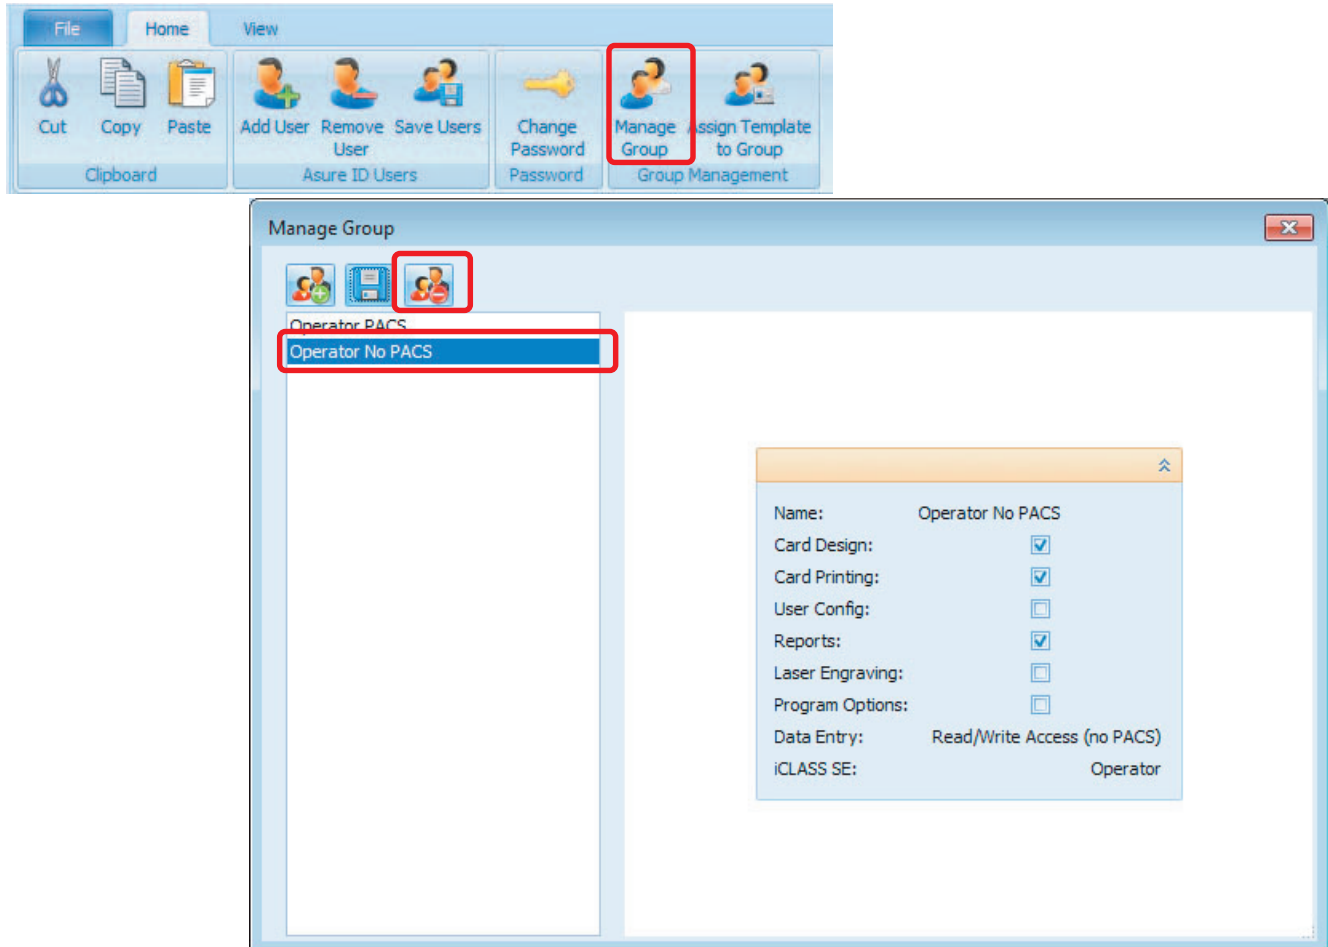 File Home View
Cut Copy Paste Add User Remove User Save Users Change Password Manage Group Assign Template to Group
Clipboard Asure ID Users Password Group Management
Manage Group
Operator PACS
Operator No PACS
Name: Operator No PACS
Card Design:
Card Printing:
User Config:
Reports:
Laser Engraving:
Program Options:
Data Entry: Read/Write Access (no PACS)
iCLASS SE: Operator